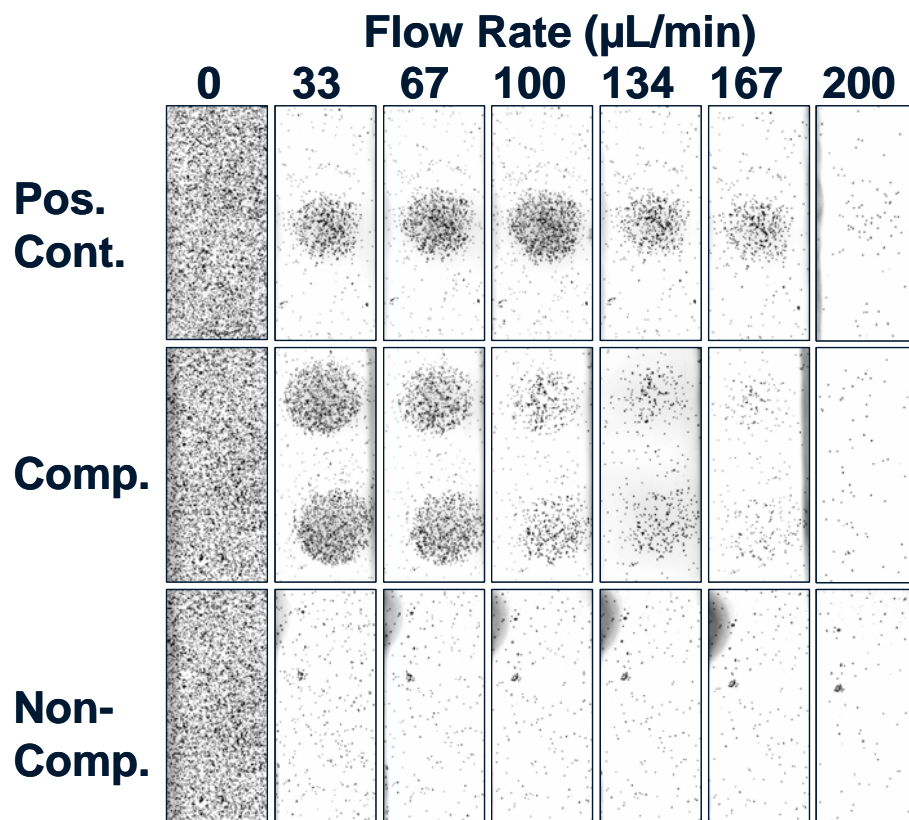 Flow Rate (µL/min)
0 33 67 100 134 167 200
Pos.
Cont.
Comp.
Non-
Comp.